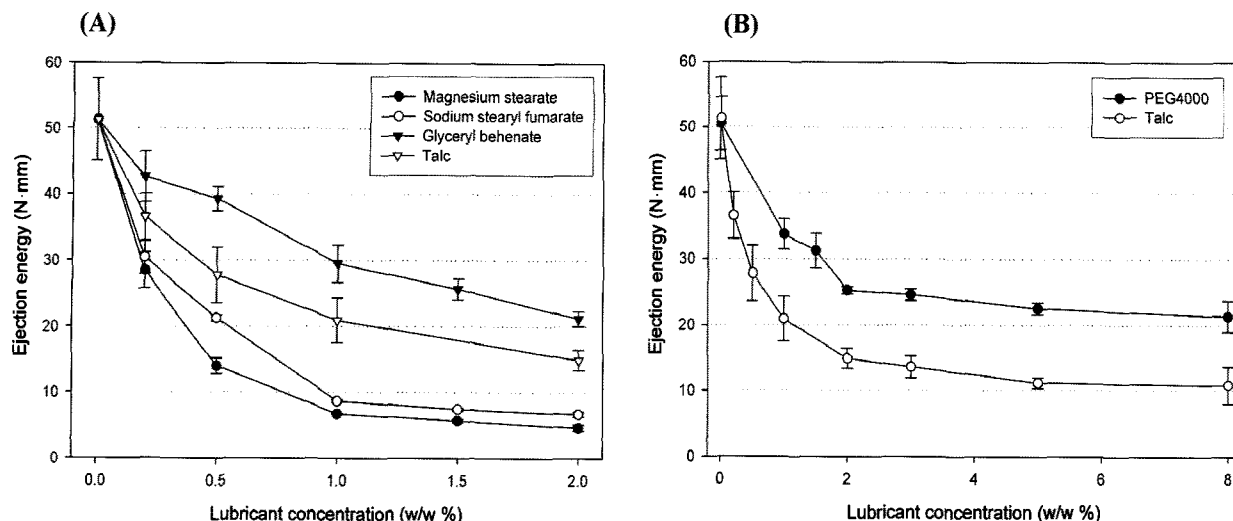 (A)
Ejection energy (N·mm)
60
50
40
30
20
10
0
Magnesium stearate
Sodium stearyl fumarate
Glyceryl behenate
Talc
0.0 0.5 1.0 1.5 2.0
Lubricant concentration (w/w %)
(B)
Ejection energy (N·mm)
60
50
40
30
20
10
0
PEG4000
Talc
0 2 4 6 8
Lubricant concentration (w/w %)